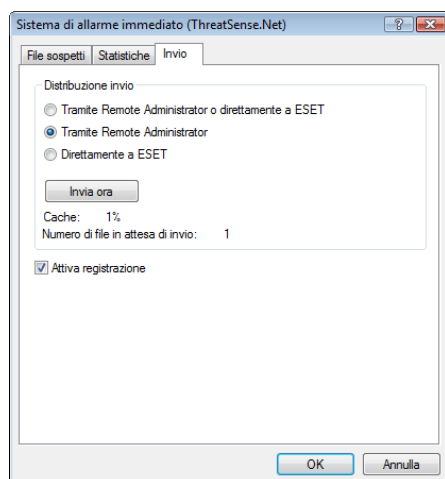 Sistema di allarme immediato (ThreatSense.Net)
File sospetti Statistiche Invio
Distribuzione invio
Tramite Remote Administrator o direttamente a ESET
Tramite Remote Administrator
Direttamente a ESET
Invia ora
Cache: 1%
Numero di file in attesa di invio: 1
Attiva registrazione
OK Annulla